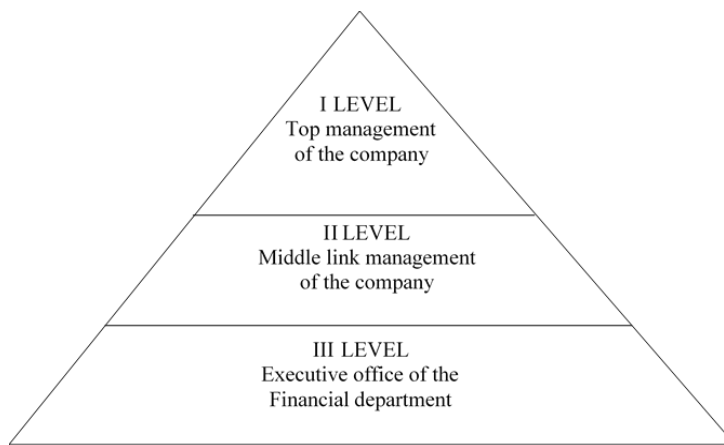 I LEVEL
Top management
of the company
II LEVEL
Middle link management
of the company
III LEVEL
Executive office of the
Financial department